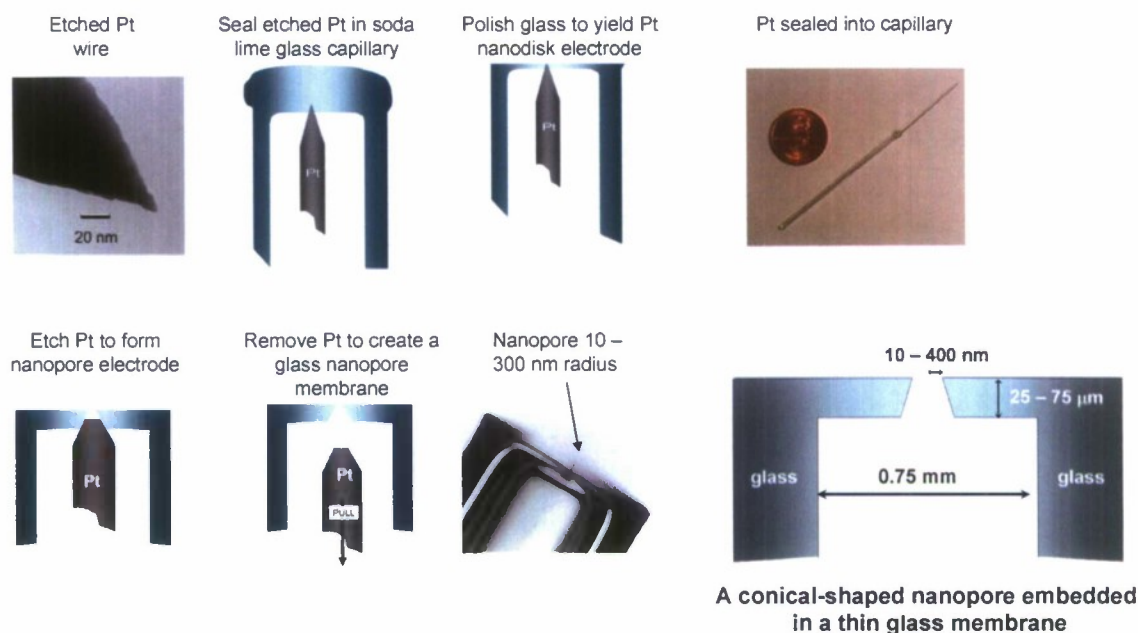 Etched Pt
wire
Seal etched Pt in soda
lime glass capillary
Polish glass to yield Pt
nanodisk electrode
Pt sealed into capillary
20 nm
Pt
Pt
Etch Pt to form
nanopore electrode
Remove Pt to create a
glass nanopore
membrane
Nanopore 10 –
300 nm radius
Pt
Pt
PULL
10 – 400 nm
25 – 75 μm
glass
0.75 mm
glass
A conical-shaped nanopore embedded
in a thin glass membrane